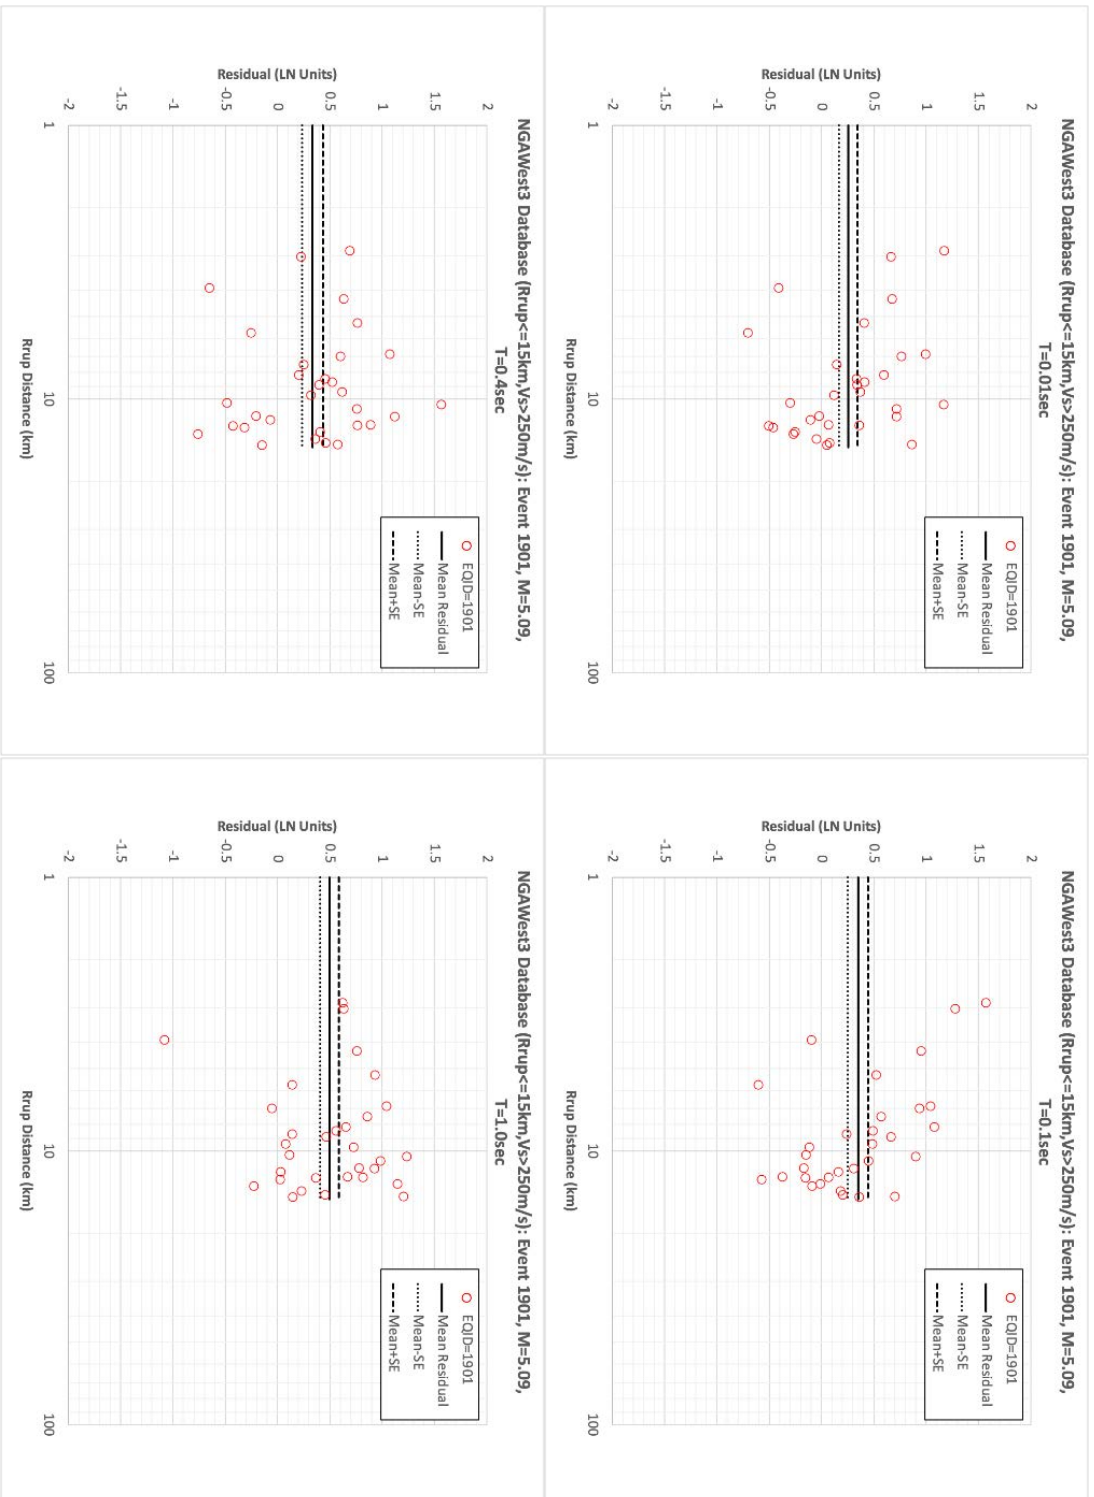 NGAWest3 Database (Rrup<=15km,Vs>250m/s): Event 1901, M=5.09,
T=0.01sec
2
1.5
1
0.5
0
-0.5
-1
-1.5
-2
Residual (LN Units)
1
10
100
Rrup Distance (km)
EQID=1901
Mean Residual
Mean-SE
Mean+SE
NGAWest3 Database (Rrup<=15km,Vs>250m/s): Event 1901, M=5.09,
T=0.1sec
2
1.5
1
0.5
0
-0.5
-1
-1.5
-2
Residual (LN Units)
1
10
100
Rrup Distance (km)
EQID=1901
Mean Residual
Mean-SE
Mean+SE
NGAWest3 Database (Rrup<=15km,Vs>250m/s): Event 1901, M=5.09,
T=0.4sec
2
1.5
1
0.5
0
-0.5
-1
-1.5
-2
Residual (LN Units)
1
10
100
Rrup Distance (km)
EQID=1901
Mean Residual
Mean-SE
Mean+SE
NGAWest3 Database (Rrup<=15km,Vs>250m/s): Event 1901, M=5.09,
T=1.0sec
2
1.5
1
0.5
0
-0.5
-1
-1.5
-2
Residual (LN Units)
1
10
100
Rrup Distance (km)
EQID=1901
Mean Residual
Mean-SE
Mean+SE